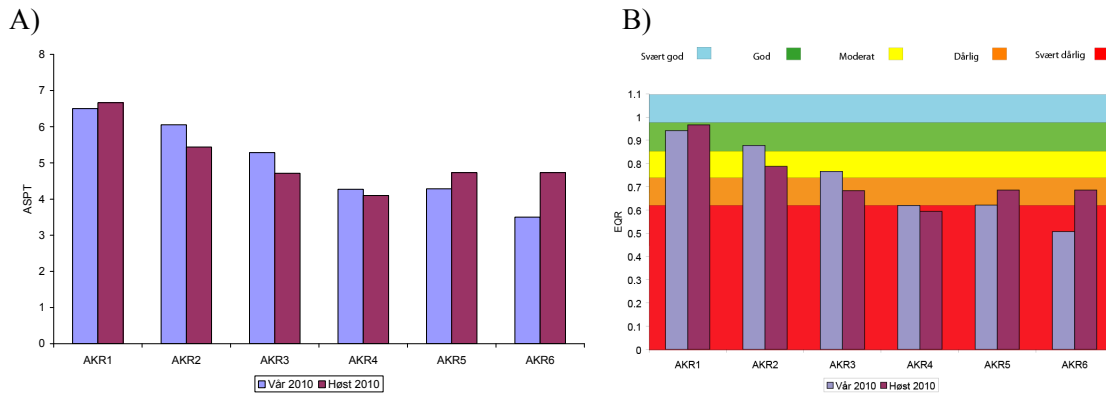 A)
8
7
6
5
4
3
2
1
0
ASPT
AKR1 AKR2 AKR3 AKR4 AKR5 AKR6
Vår 2010 Høst 2010
B)
Svært god God Moderat Dårlig Svært dårlig
1.1
1
0.9
0.8
0.7
0.6
0.5
0.4
0.3
0.2
0.1
0
EQR
AKR1 AKR2 AKR3 AKR4 AKR5 AKR6
Vår 2010 Høst 2010